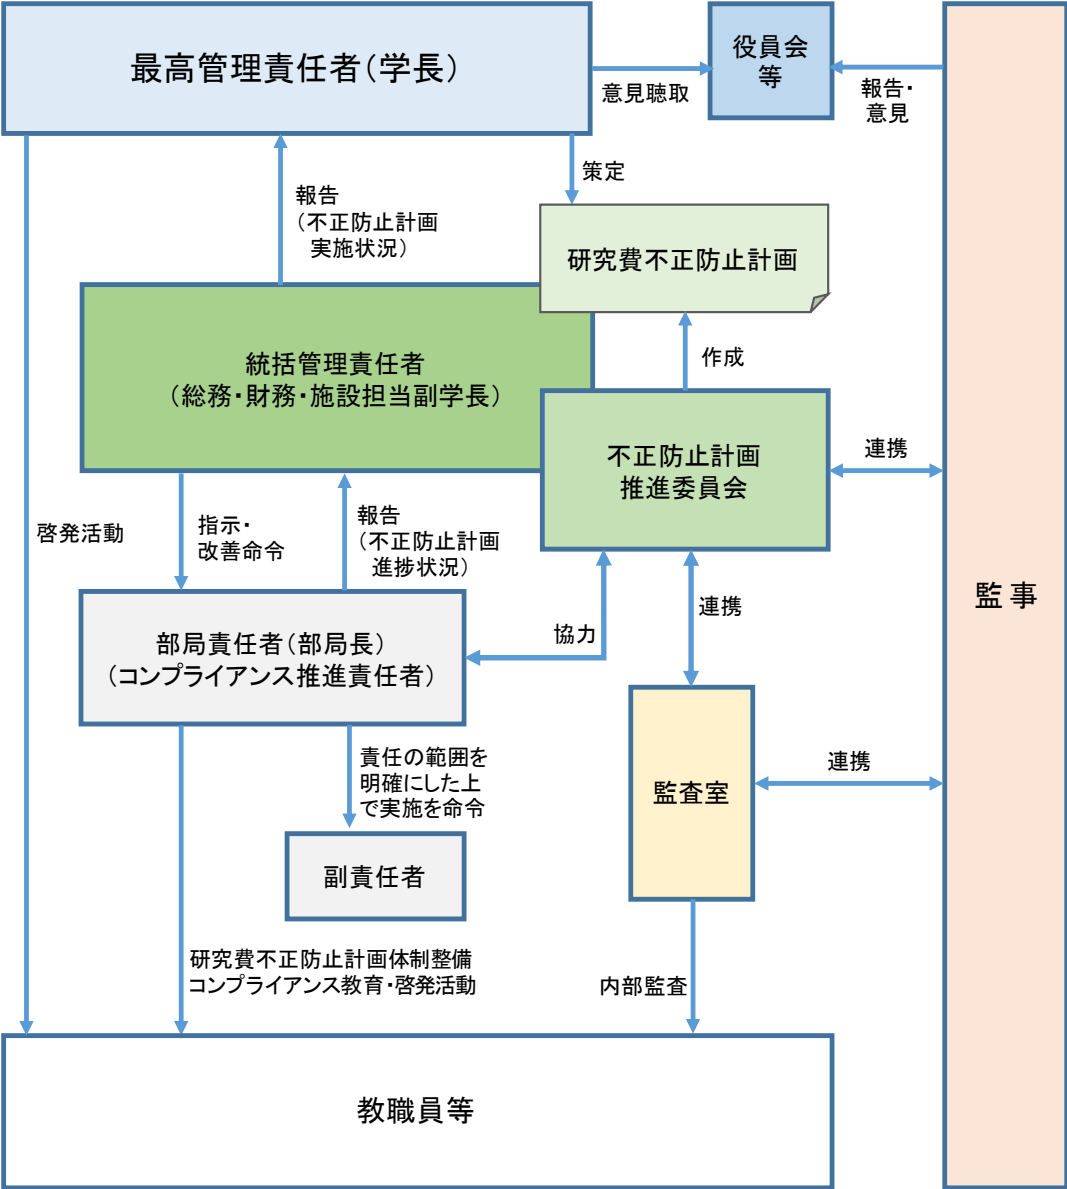 最高管理責任者（学長）
役員会
等
意見聴取
報告・
意見
策定
報告
（不正防止計画
実施状況）
研究費不正防止計画
統括管理責任者
（総務・財務・施設担当副学長）
作成
不正防止計画
推進委員会
連携
啓発活動
指示・
改善命令
報告
（不正防止計画
進捗状況）
監事
連携
協力
部局責任者（部局長）
（コンプライアンス推進責任者）
責任の範囲を
明確にした上
で実施を命令
連携
監査室
副責任者
研究費不正防止計画体制整備
コンプライアンス教育・啓発活動
内部監査
教職員等